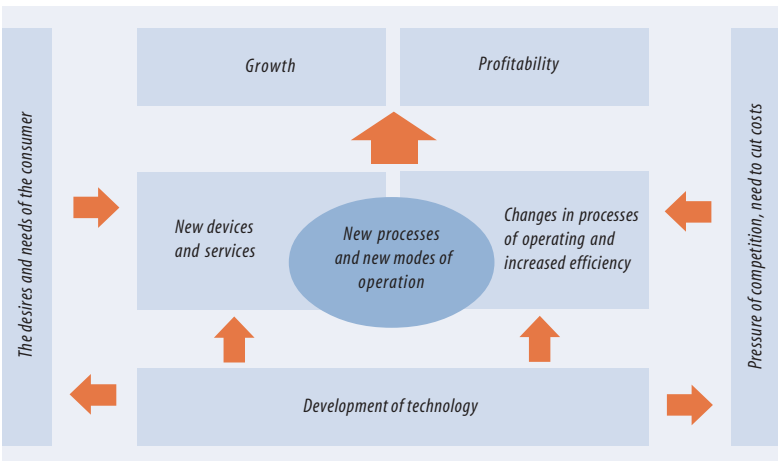 The desires and needs of the consumer
Growth
Profitability
New devices
and services
New processes
and new modes of
operation
Changes in processes
of operating and
increased efficiency
Development of technology
Pressure of competition, need to cut costs